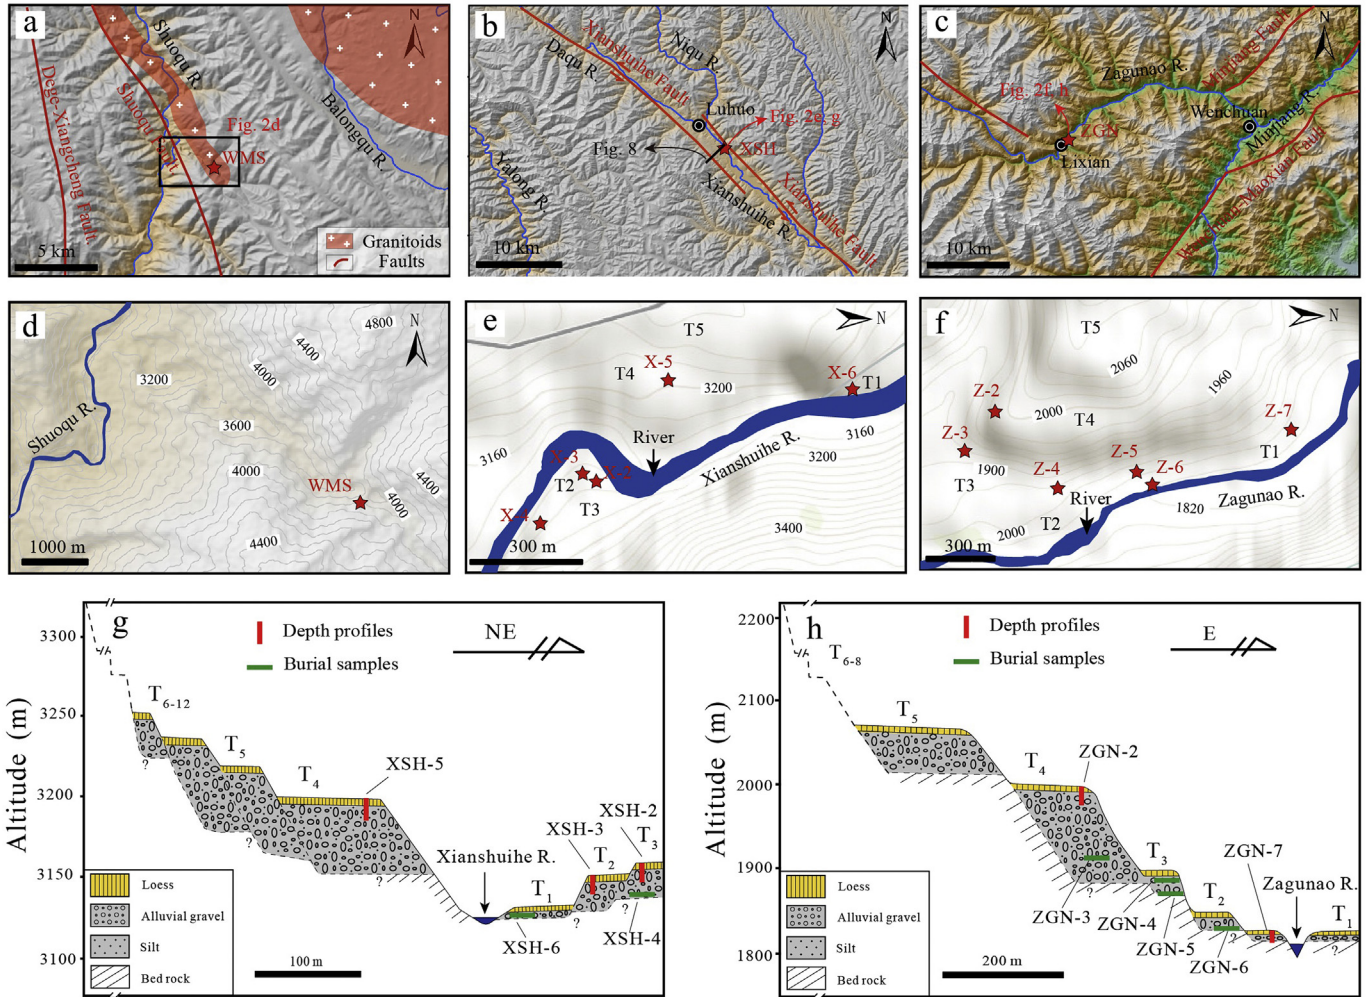 a
N
Shuoqu R.
Dege-Xiangcheng Fault
Shuoqu Fault
Fig. 2d
WMS
Balongqu R.
5 km
Granitoids
Faults
b
N
Xianshuihe Fault
Daqu R.
Niqu R.
Luhuo
Fig. 2e, g
Fig. 8
XSH
Yalong R.
Xianshuihe R.
Xianshuihe Fault
10 km
c
N
Zagunao R.
Minjiang Fault
Fig. 2f, h
ZGN
Lixian
Wenchuan
Minjiang R.
Wenchuan-Maoxian Fault
10 km
d
N
4800
4400
4000
3200
3600
Shuoqu R.
4000
WMS
4400
4000
4400
1000 m
e
N
T5
X-5
T4
3200
X-6
T1
River
3160
3160
X-3
X-2
T2
Xianshuihe R.
3200
T3
X-4
3400
300 m
f
N
T5
2060
1960
Z-2
2000
T4
Z-7
Z-3
T1
1900
Z-5
Z-4
Z-6
T3
River
Zagunao R.
1820
T2
2000
300 m
g
Altitude (m)
3300
3250
3200
3150
3100
Depth profiles
Burial samples
NE
T6-12
T5
T4
XSH-5
XSH-2
XSH-3
T3
T2
Xianshuihe R.
T1
XSH-6
XSH-4
?
?
?
?
?
?
Loess
Alluvial gravel
Silt
Bed rock
100 m
h
Altitude (m)
2200
2100
2000
1900
1800
Depth profiles
Burial samples
E
T6-8
T5
T4
ZGN-2
T3
ZGN-7
Zagunao R.
T2
T1
ZGN-3
ZGN-4
ZGN-5
ZGN-6
?
?
?
Loess
Alluvial gravel
Silt
Bed rock
200 m